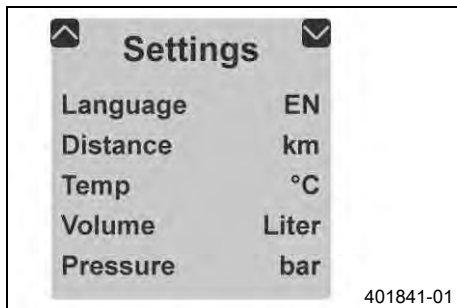 Settings
Language EN
Distance km
Temp °C
Volume Liter
Pressure bar
401841-01